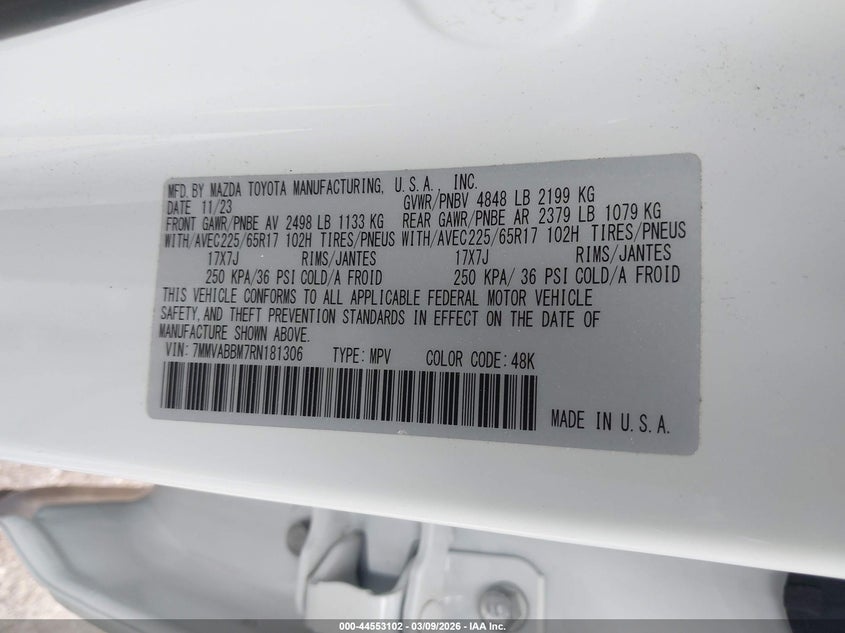 MFD. BY MAZDA TOYOTA MANUFACTURING, U.S.A., INC.
DATE 11/23 GVWR/PNBV 4848 LB 2199 KG
FRONT GAWR/PNBE AV 2498 LB 1133 KG REAR GAWR/PNBE AR 2379 LB 1079 KG
WITH/AVEC225/65R17 102H TIRES/PNEUS WITH/AVEC225/65R17 102H TIRES/PNEUS
17X7J RIMS/JANTES 17X7J RIMS/JANTES
250 KPA/36 PSI COLD/A FROID 250 KPA/ 36 PSI COLD/A FROID
THIS VEHICLE CONFORMS TO ALL APPLICABLE FEDERAL MOTOR VEHICLE
SAFETY, AND THEFT PREVENTION STANDARDS IN EFFECT ON THE DATE OF
MANUFACTURE SHOWN ABOVE.
VIN: 7MMVABBM7RN181306 TYPE: MPV COLOR CODE: 48K
MADE IN U.S.A.
000-44553102 - 03/09/2026 - IAA Inc.